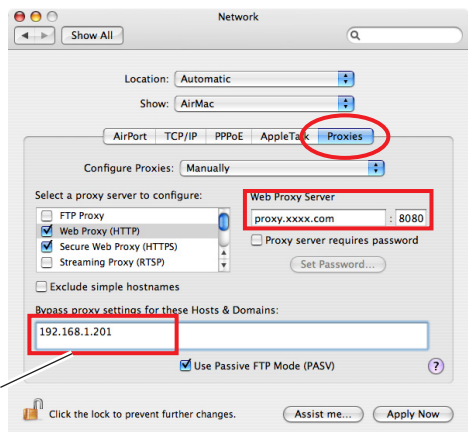 Network
Show All
Location: Automatic
Show: AirMac
AirPort TCP/IP PPPoE AppleTalk Proxies
Configure Proxies: Manually
Select a proxy server to configure:
Web Proxy Server
FTP Proxy
Web Proxy (HTTP)
Secure Web Proxy (HTTPS)
Streaming Proxy (RTSP)
proxy.xxxx.com : 8080
Proxy server requires password
Set Password...
Exclude simple hostnames
Bypass proxy settings for these Hosts & Domains:
192.168.1.201
Use Passive FTP Mode (PASV)
?
Click the lock to prevent further changes.
Assist me...
Apply Now